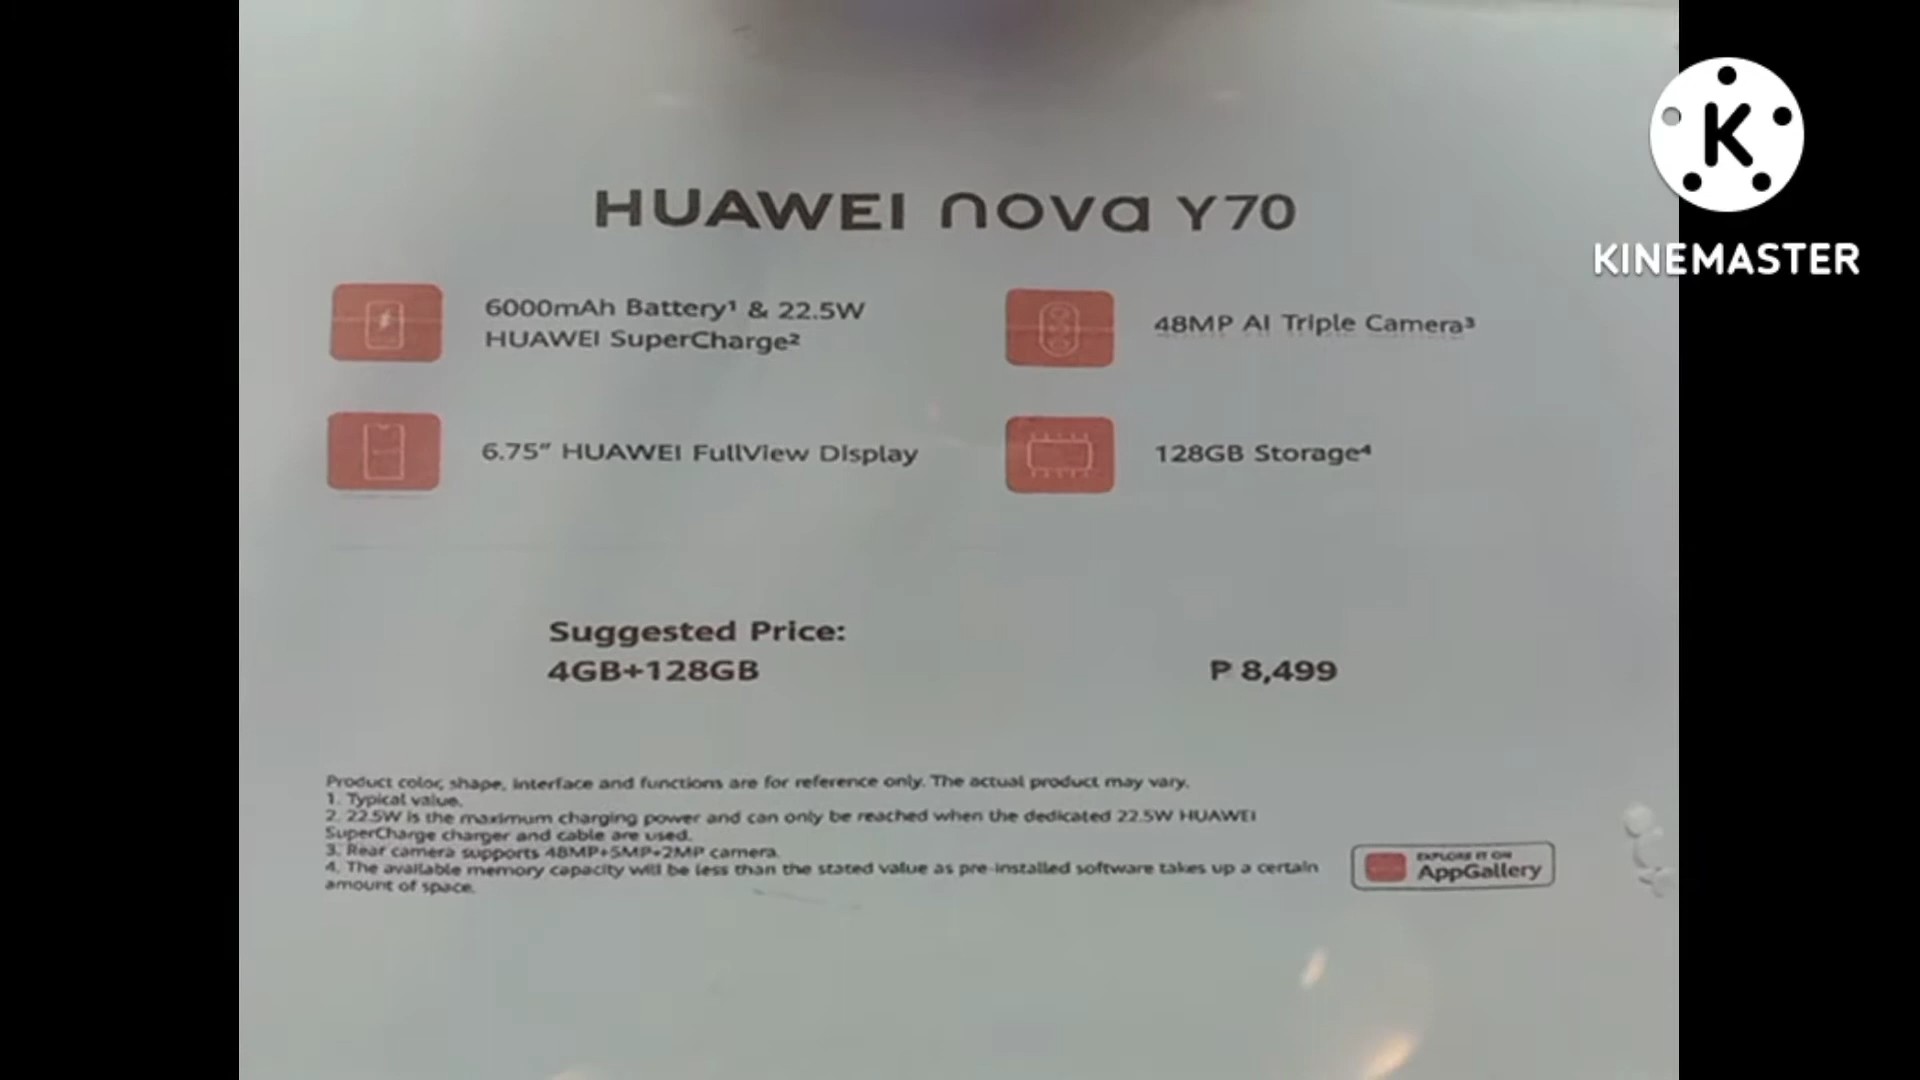 HUAWEI nova Y70
6000mAh Battery¹ & 22.5W
HUAWEI SuperCharge²
48MP AI Triple Camera³
6.75” HUAWEI FullView Display
128GB Storage⁴
Suggested Price:
4GB+128GB
₱ 8,499
Product color, shape, interface and functions are for reference only. The actual product may vary.
1. Typical value.
2. 22.5W is the maximum charging power and can only be reached when the dedicated 22.5W HUAWEI
SuperCharge charger and cable are used.
3. Rear camera supports 48MP+5MP+2MP camera.
4. The available memory capacity will be less than the stated value as pre-installed software takes up a certain
amount of space.
EXPLORE IT ON
AppGallery
K
KINEMASTER